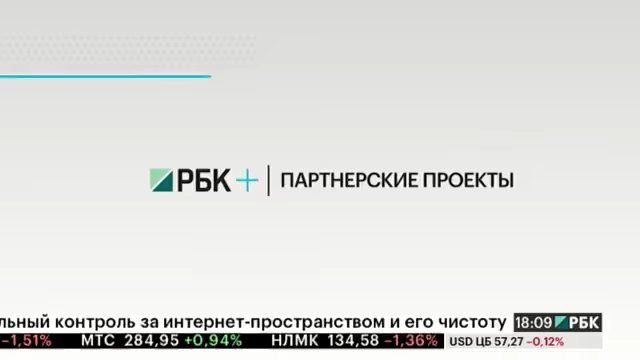 РБК+ | ПАРТНЕРСКИЕ ПРОЕКТЫ
льный контроль за интернет-пространством и его чистоту 18:09 РБК
−1,51% МТС 284,95 +0,94% НЛМК 134,58 −1,36% USD ЦБ 57,27 −0,12%